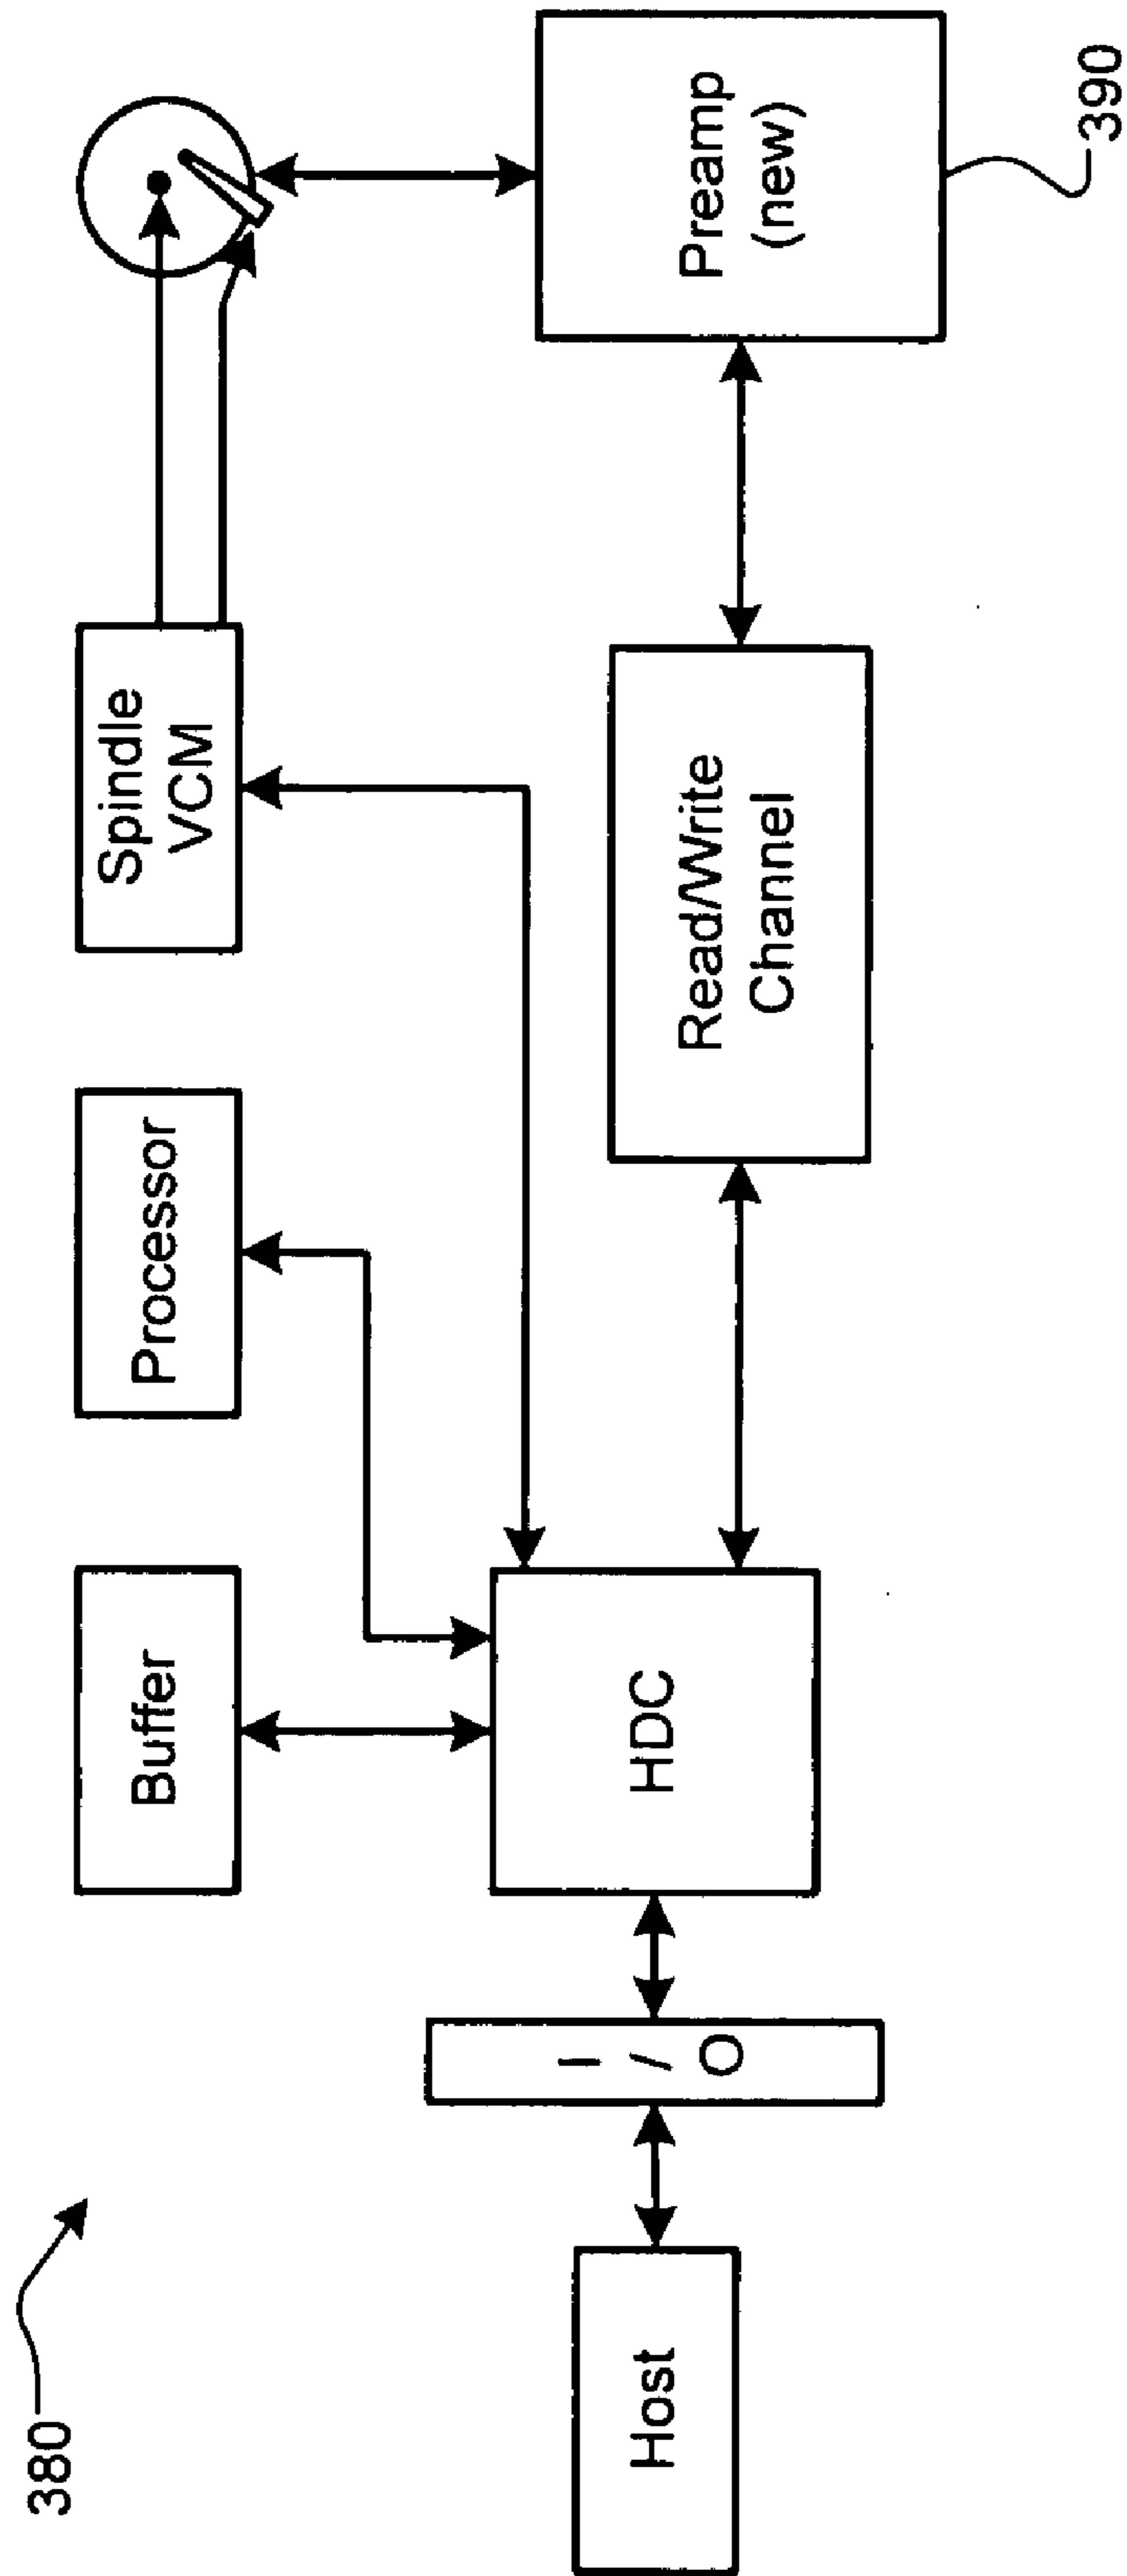 380
Buffer
Processor
Spindle
VCM
Host
I
/
O
HDC
Read/Write
Channel
Preamp
(new)
390